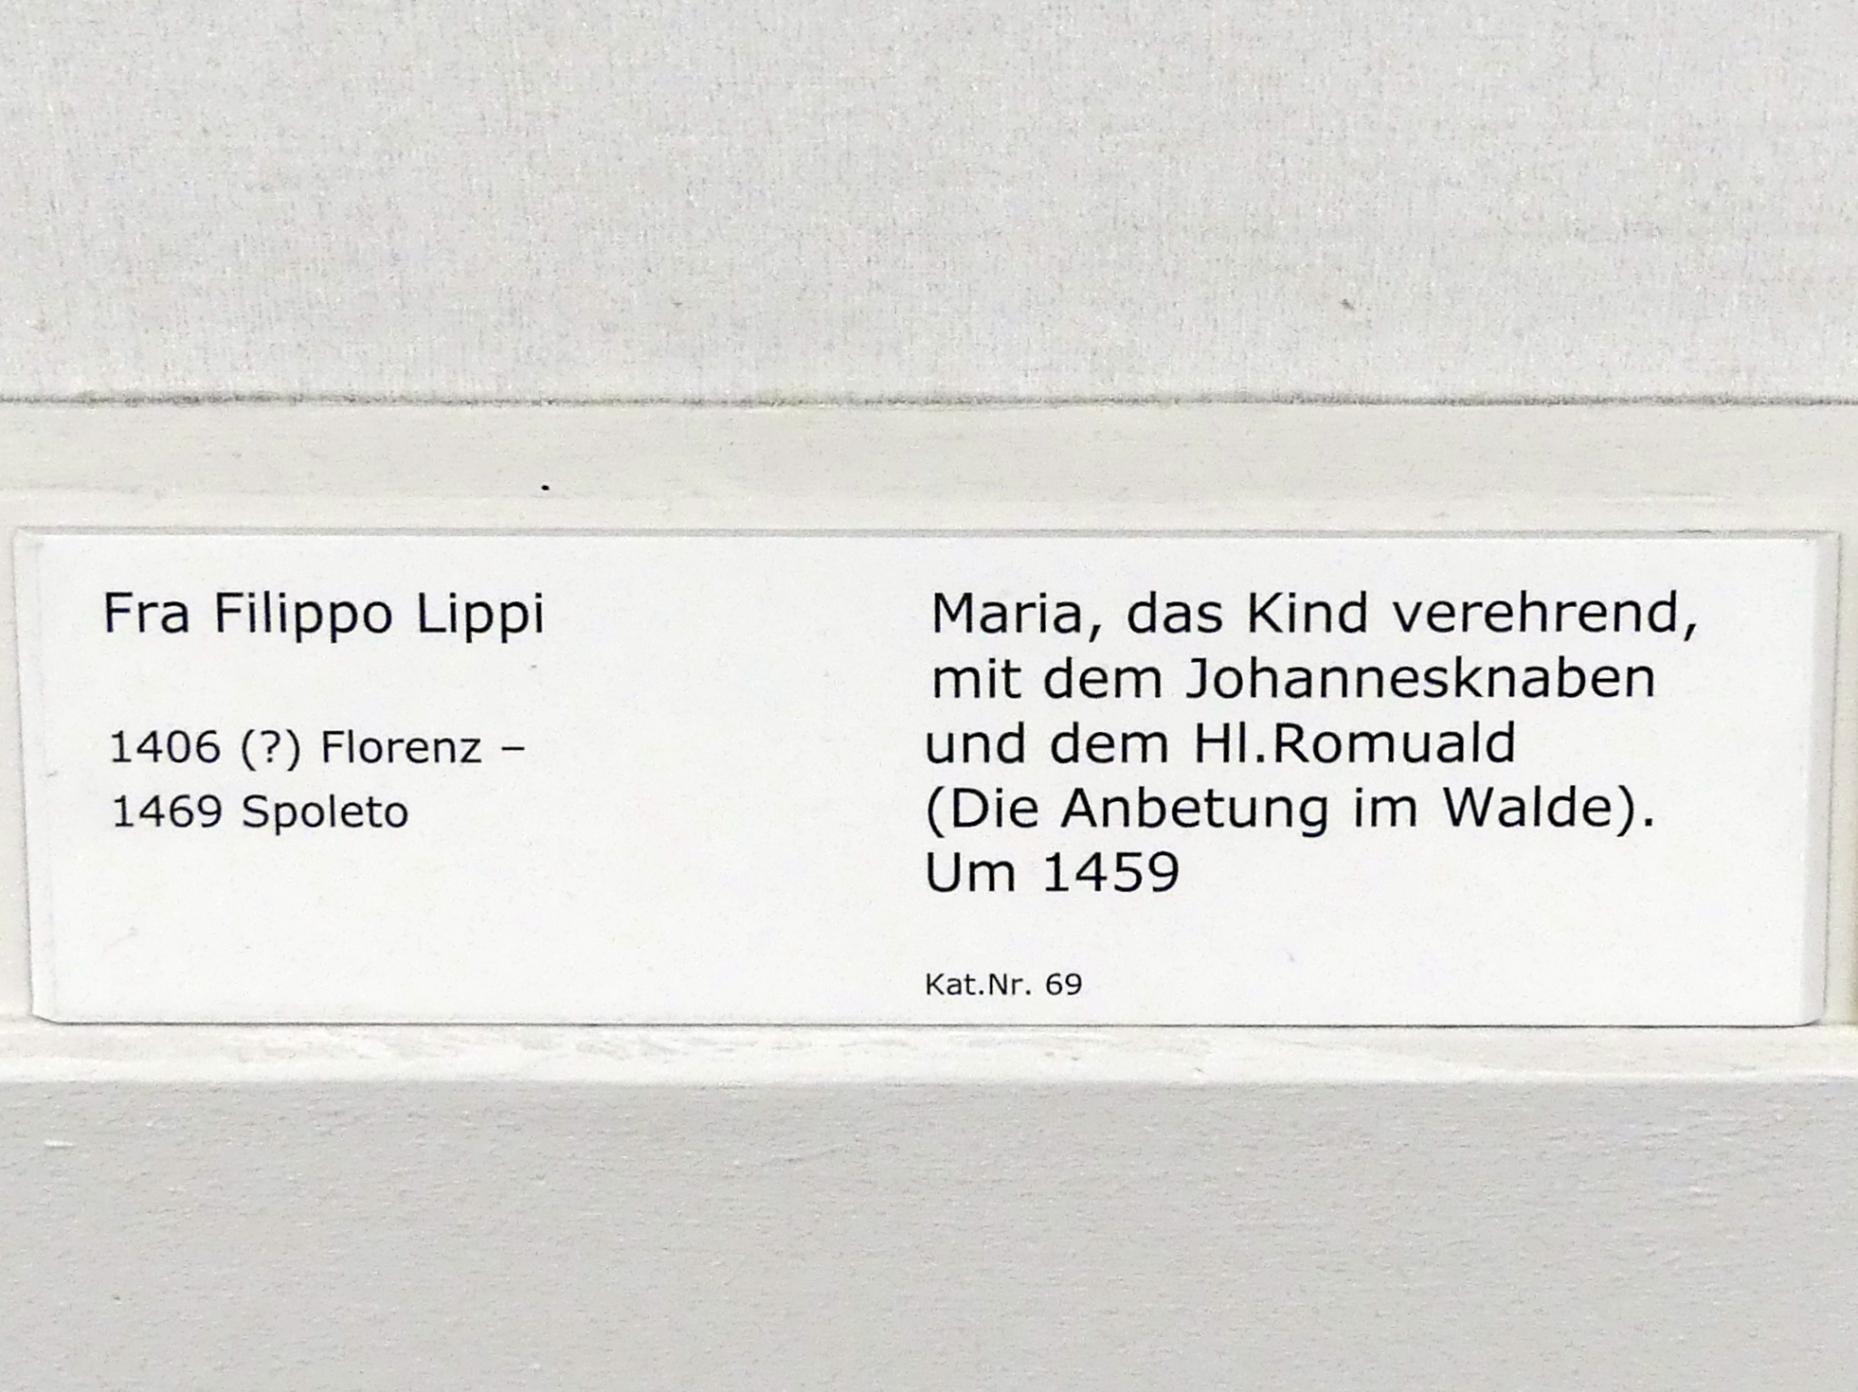 Fra Filippo Lippi
1406 (?) Florenz –
1469 Spoleto
Maria, das Kind verehrend,
mit dem Johannesknaben
und dem Hl.Romuald
(Die Anbetung im Walde).
Um 1459
Kat.Nr. 69